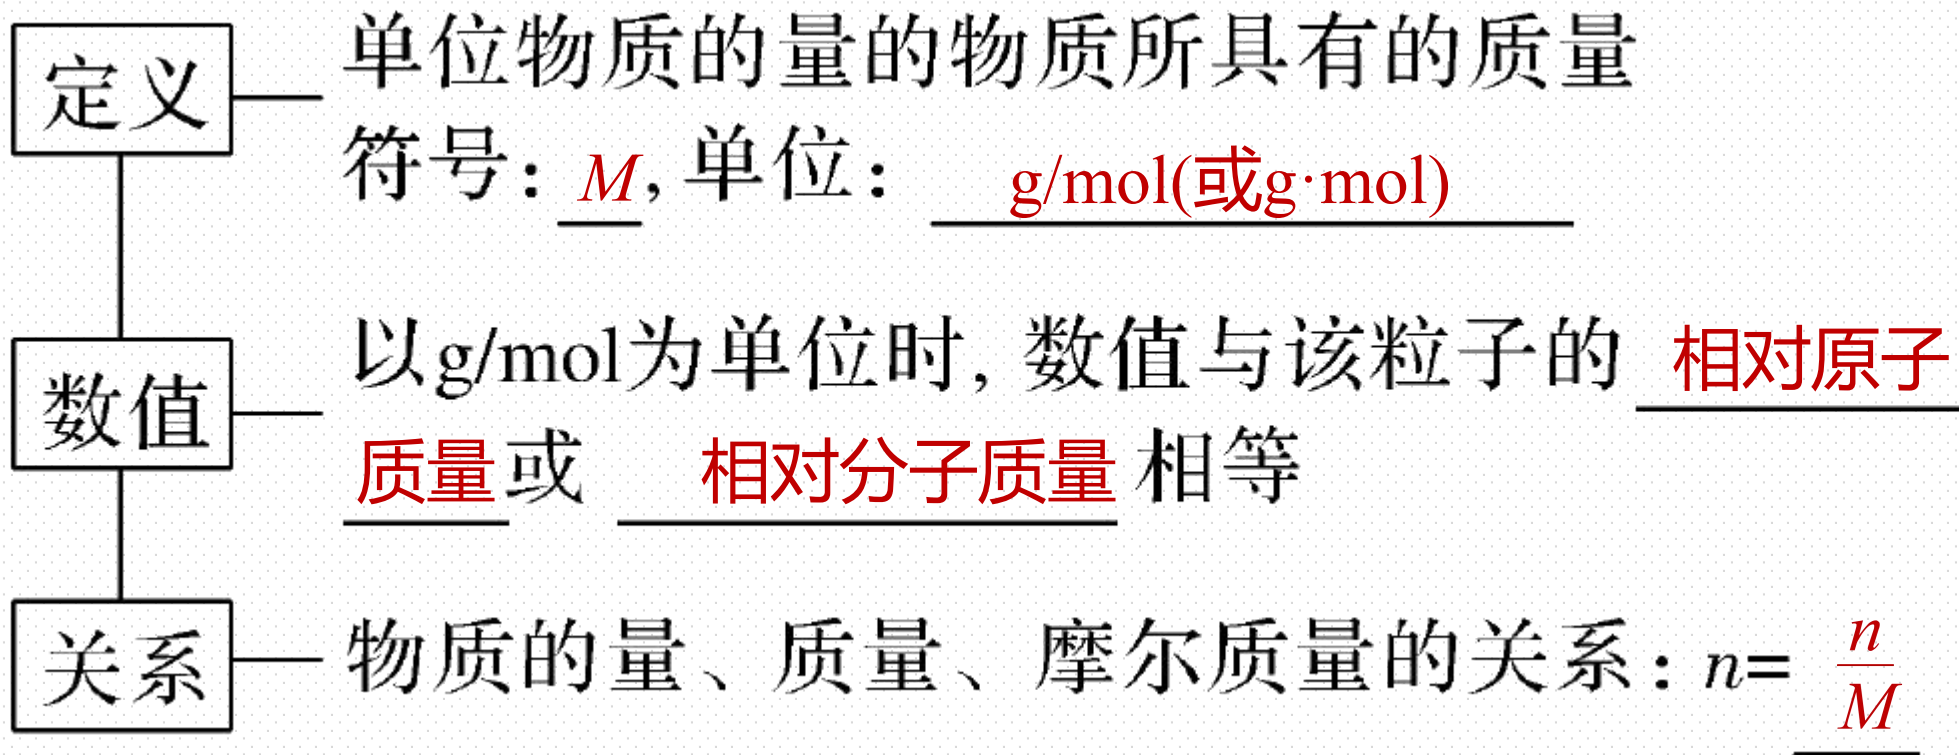 定义
单位物质的量的物质所具有的质量
符号：M，单位： g/mol(或g·mol)
数值
以g/mol为单位时，数值与该粒子的 相对原子
质量或 相对分子质量 相等
关系
物质的量、质量、摩尔质量的关系：n= n/M